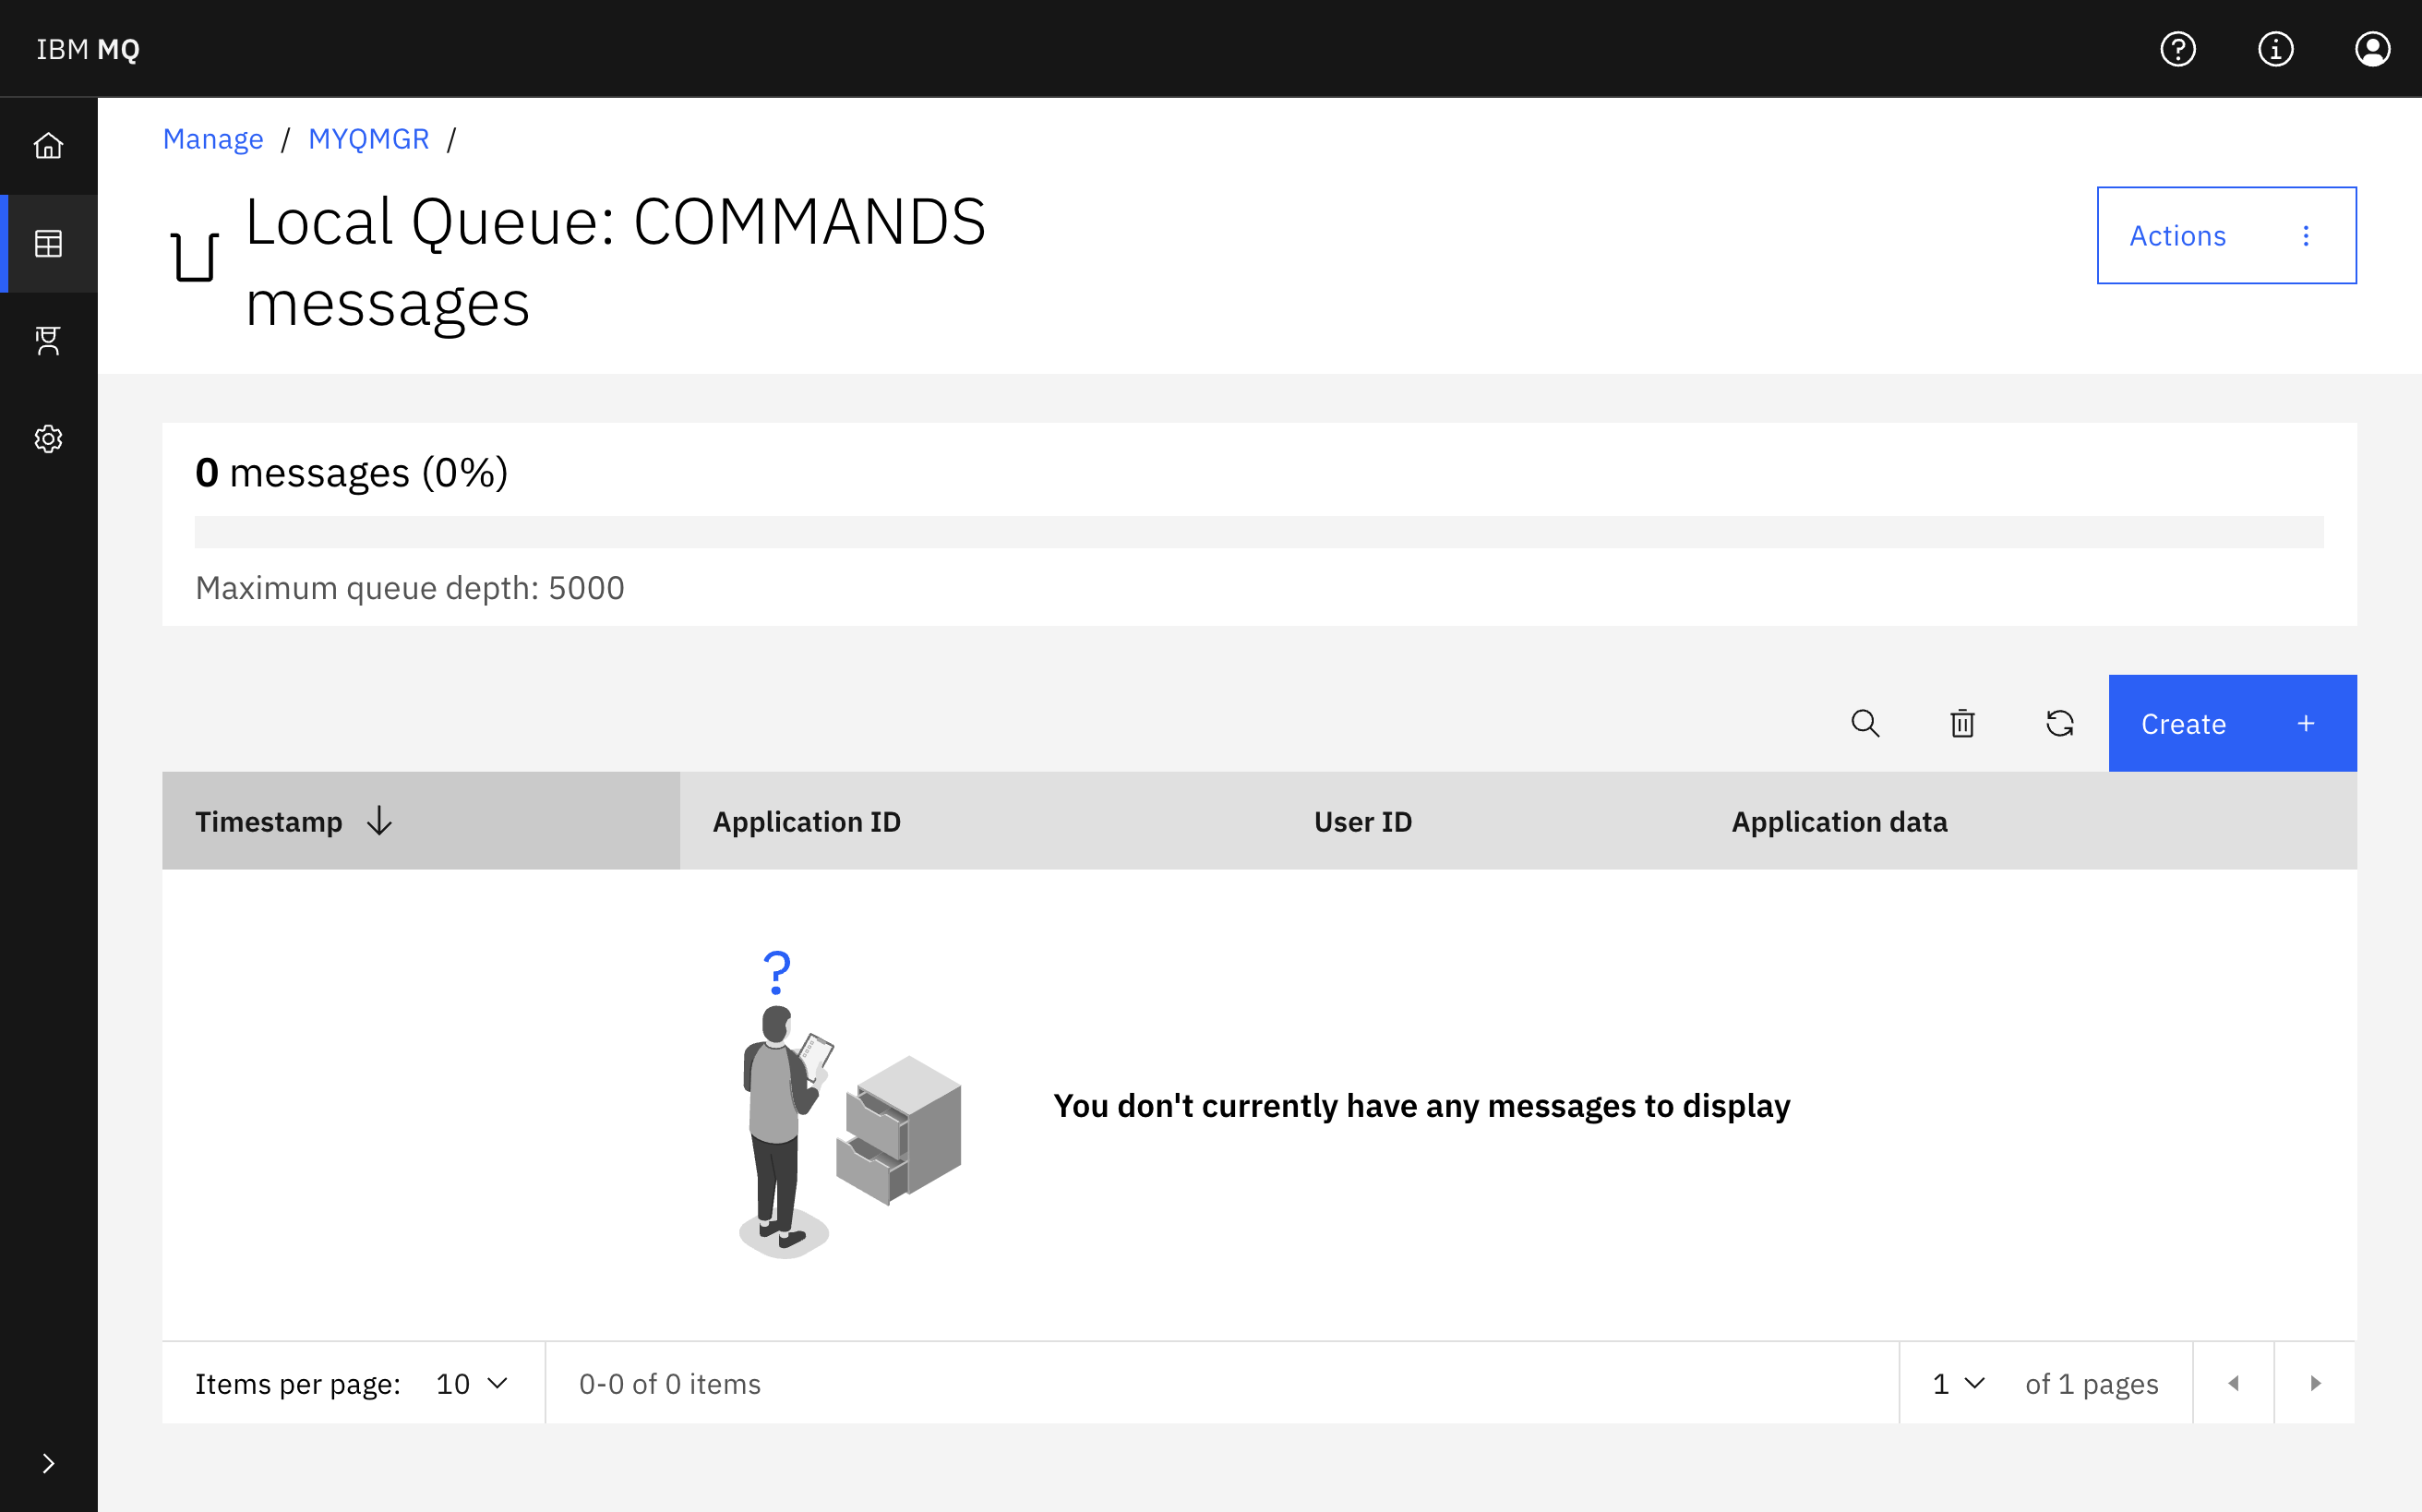 IBM MQ
Manage / MYQMGR /
Local Queue: COMMANDS
messages
Actions
0 messages (0%)
Maximum queue depth: 5000
Create +
Timestamp
Application ID
User ID
Application data
?
You don't currently have any messages to display
Items per page: 10
0-0 of 0 items
1
of 1 pages